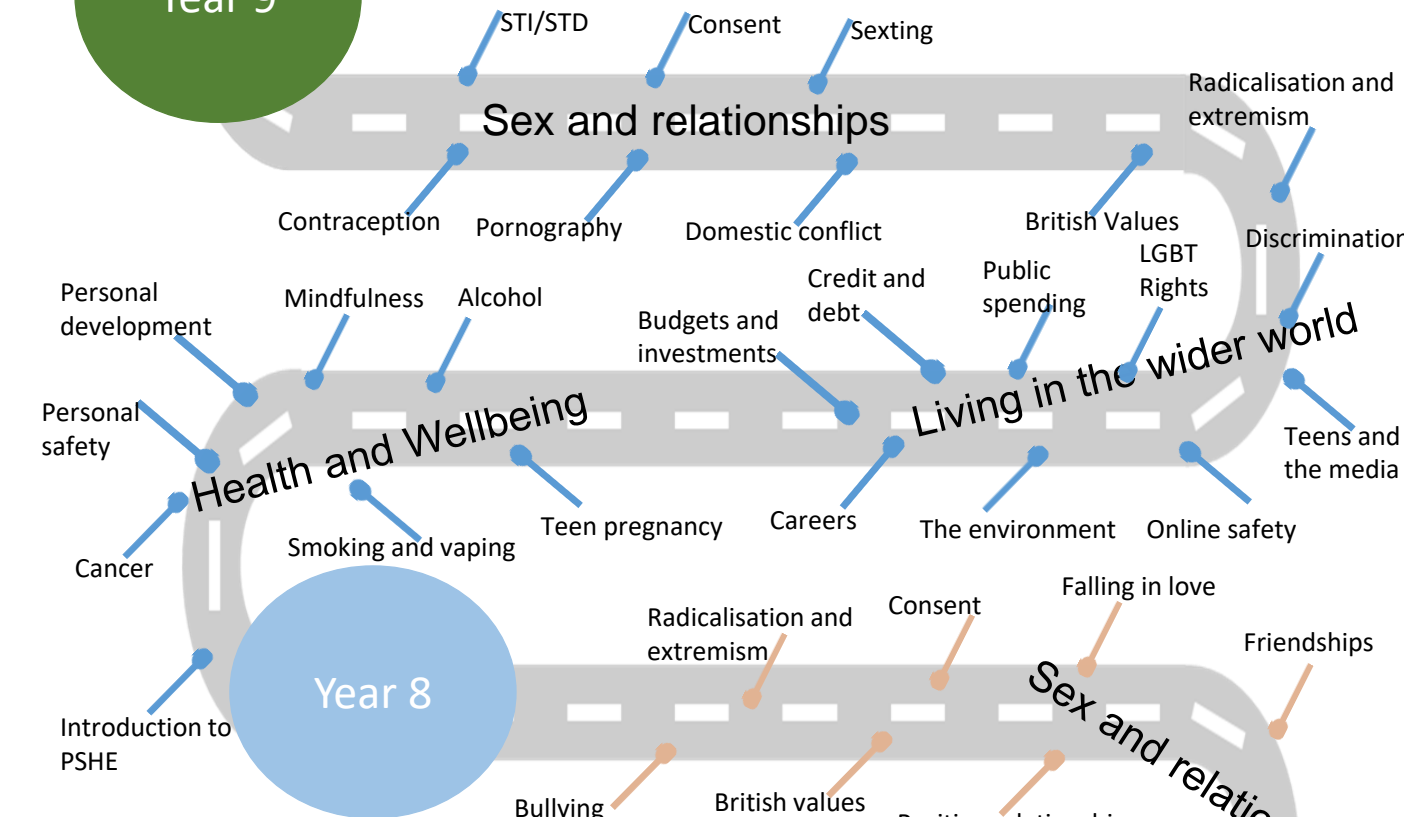 Year 9
STI/STD
Consent
Sexting
Radicalisation and
extremism
Sex and relationships
Contraception
Pornography
Domestic conflict
British Values
Discrimination
LGBT
Rights
Public
spending
Credit and
debt
Budgets and
investments
Personal
development
Mindfulness
Alcohol
Living in the wider world
Personal
safety
Health and Wellbeing
Teens and
the media
Cancer
Smoking and vaping
Teen pregnancy
Careers
The environment
Online safety
Falling in love
Radicalisation and
extremism
Consent
Friendships
Year 8
Sex and relatio
Introduction to
PSHE
Bullying
British values